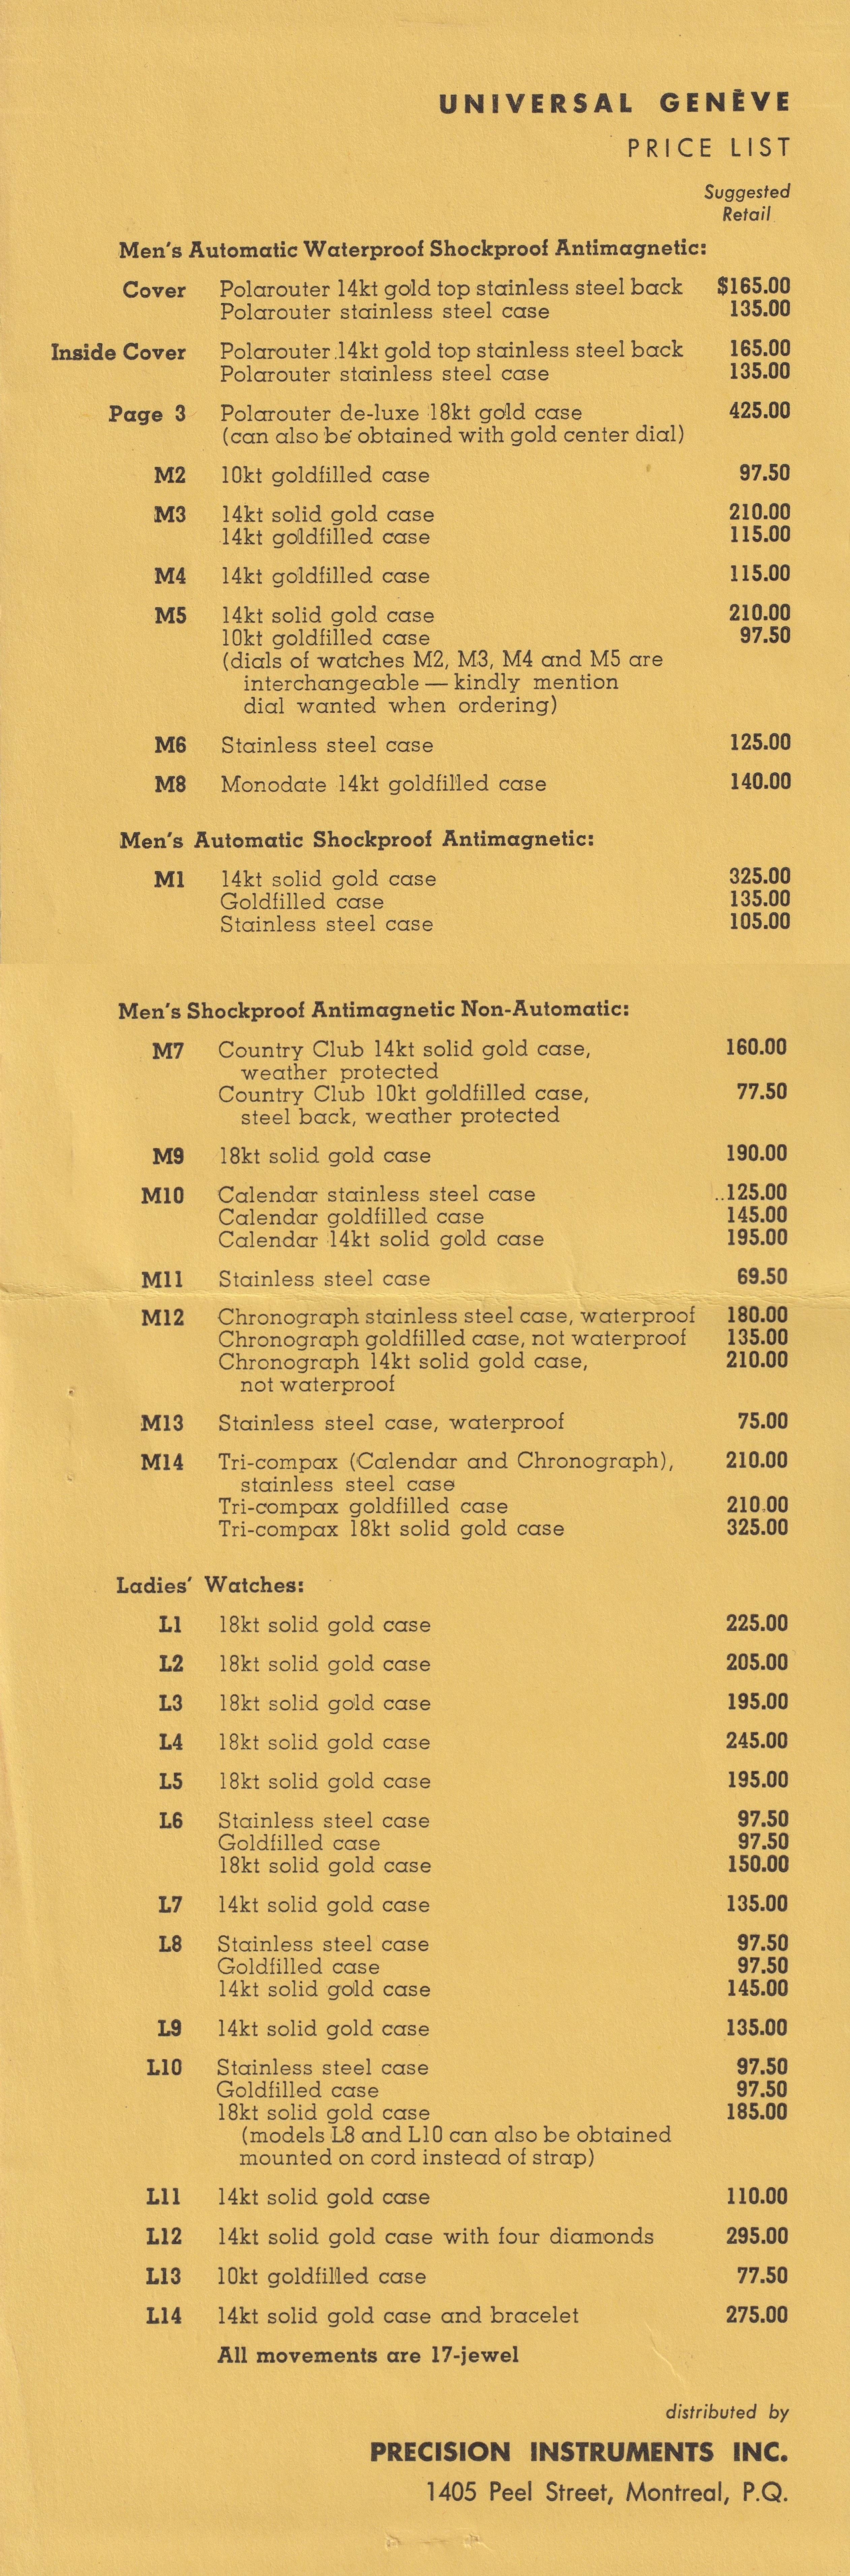 UNIVERSAL GENÈVE
PRICE LIST
Suggested
Retail
Men's Automatic Waterproof Shockproof Antimagnetic:
Cover Polarouter 14kt gold top stainless steel back $165.00
Polarouter stainless steel case 135.00
Inside Cover Polarouter 14kt gold top stainless steel back 165.00
Polarouter stainless steel case 135.00
Page 3 Polarouter de-luxe 18kt gold case 425.00
(can also be obtained with gold center dial)
M2 10kt goldfilled case 97.50
M3 14kt solid gold case 210.00
14kt goldfilled case 115.00
M4 14kt goldfilled case 115.00
M5 14kt solid gold case 210.00
10kt goldfilled case 97.50
(dials of watches M2, M3, M4 and M5 are
interchangeable — kindly mention
dial wanted when ordering)
M6 Stainless steel case 125.00
M8 Monodate 14kt goldfilled case 140.00
Men's Automatic Shockproof Antimagnetic:
M1 14kt solid gold case 325.00
Goldfilled case 135.00
Stainless steel case 105.00
Men's Shockproof Antimagnetic Non-Automatic:
M7 Country Club 14kt solid gold case, 160.00
weather protected
Country Club 10kt goldfilled case, 77.50
steel back, weather protected
M9 18kt solid gold case 190.00
M10 Calendar stainless steel case ..125.00
Calendar goldfilled case 145.00
Calendar 14kt solid gold case 195.00
M11 Stainless steel case 69.50
M12 Chronograph stainless steel case, waterproof 180.00
Chronograph goldfilled case, not waterproof 135.00
Chronograph 14kt solid gold case, 210.00
not waterproof
M13 Stainless steel case, waterproof 75.00
M14 Tri-compax (Calendar and Chronograph), 210.00
stainless steel case
Tri-compax goldfilled case 210.00
Tri-compax 18kt solid gold case 325.00
Ladies' Watches:
L1 18kt solid gold case 225.00
L2 18kt solid gold case 205.00
L3 18kt solid gold case 195.00
L4 18kt solid gold case 245.00
L5 18kt solid gold case 195.00
L6 Stainless steel case 97.50
Goldfilled case 97.50
18kt solid gold case 150.00
L7 14kt solid gold case 135.00
L8 Stainless steel case 97.50
Goldfilled case 97.50
14kt solid gold case 145.00
L9 14kt solid gold case 135.00
L10 Stainless steel case 97.50
Goldfilled case 97.50
18kt solid gold case 185.00
(models L8 and L10 can also be obtained
mounted on cord instead of strap)
L11 14kt solid gold case 110.00
L12 14kt solid gold case with four diamonds 295.00
L13 10kt goldfilled case 77.50
L14 14kt solid gold case and bracelet 275.00
All movements are 17-jewel
distributed by
PRECISION INSTRUMENTS INC.
1405 Peel Street, Montreal, P.Q.